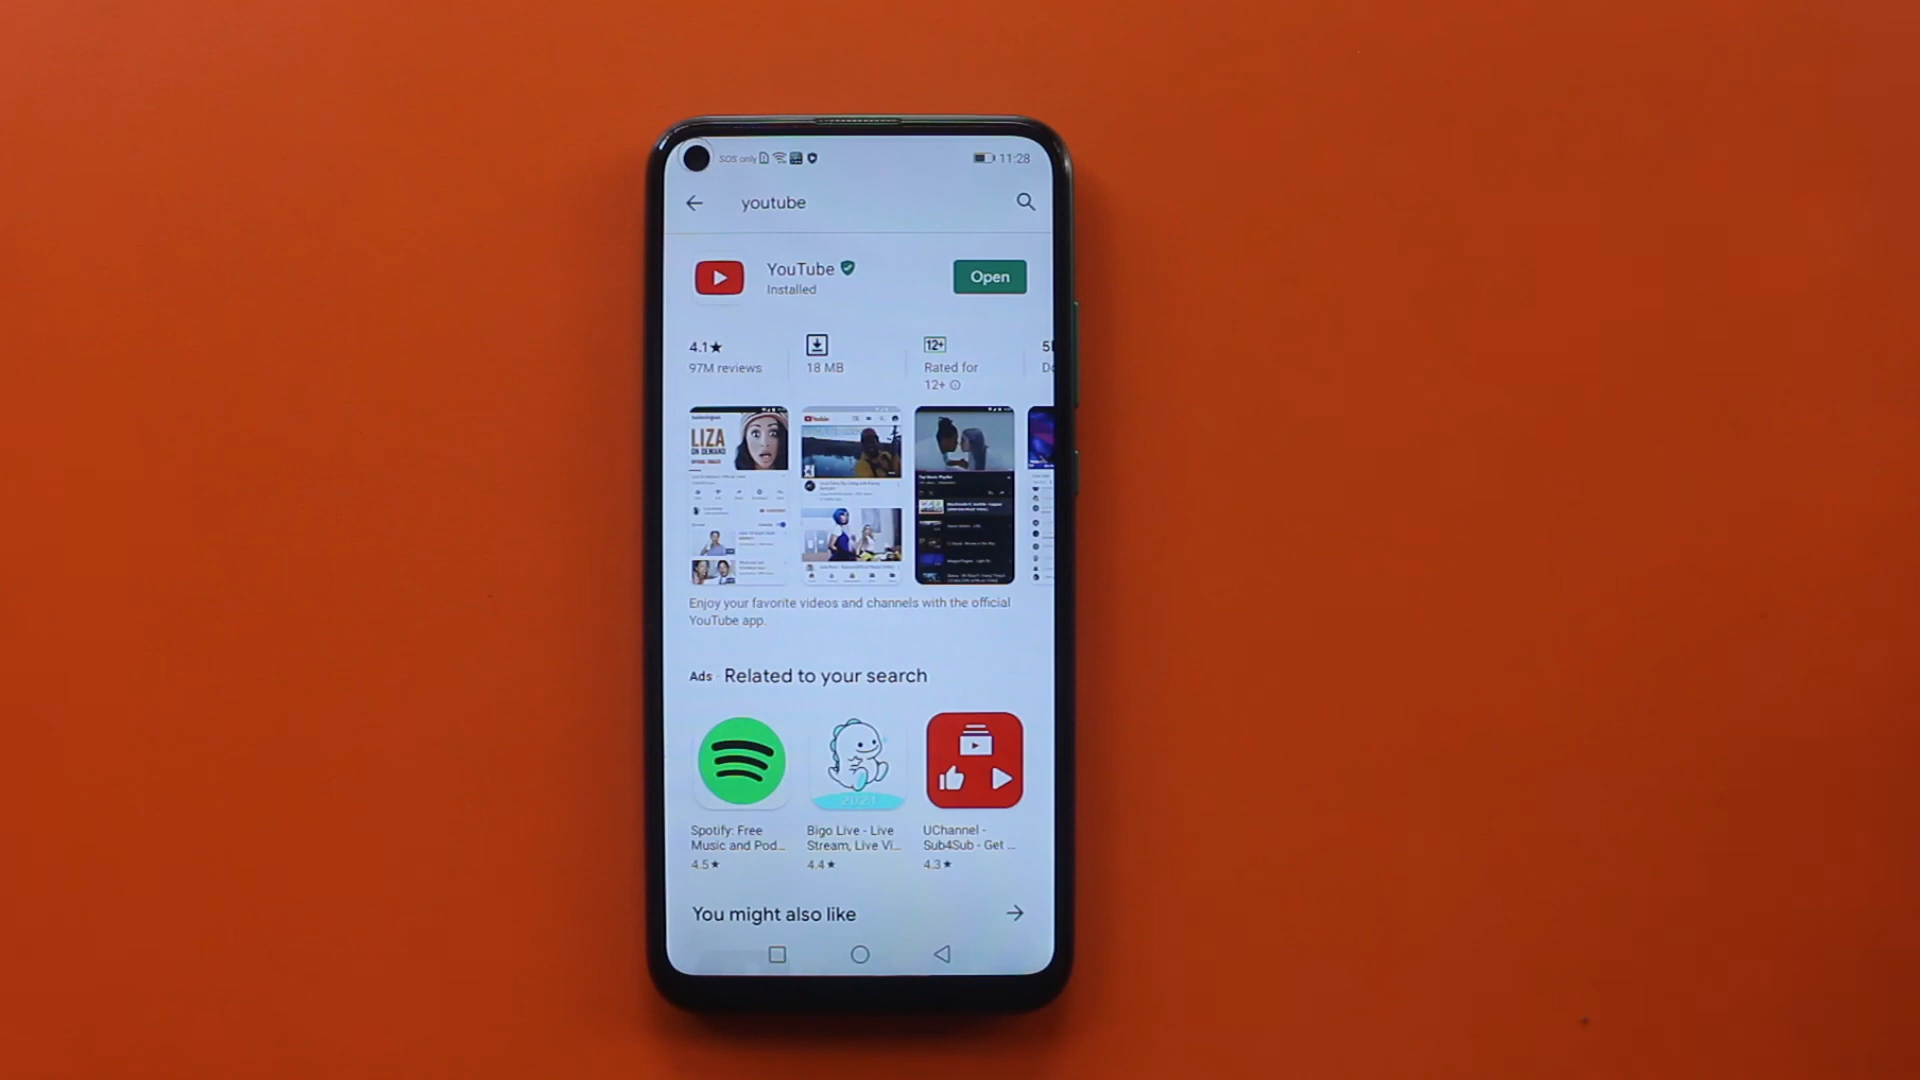 SOS only 11:28
youtube
YouTube
Installed
Open
4.1★
97M reviews
18 MB
12+
Rated for
12+
LIZA
ON DEMAND
YouTube
Enjoy your favorite videos and channels with the official
YouTube app.
Ads · Related to your search
2021
Spotify: Free
Music and Pod...
4.5★
Bigo Live - Live
Stream, Live Vi...
4.4★
UChannel -
Sub4Sub - Get ...
4.3★
You might also like